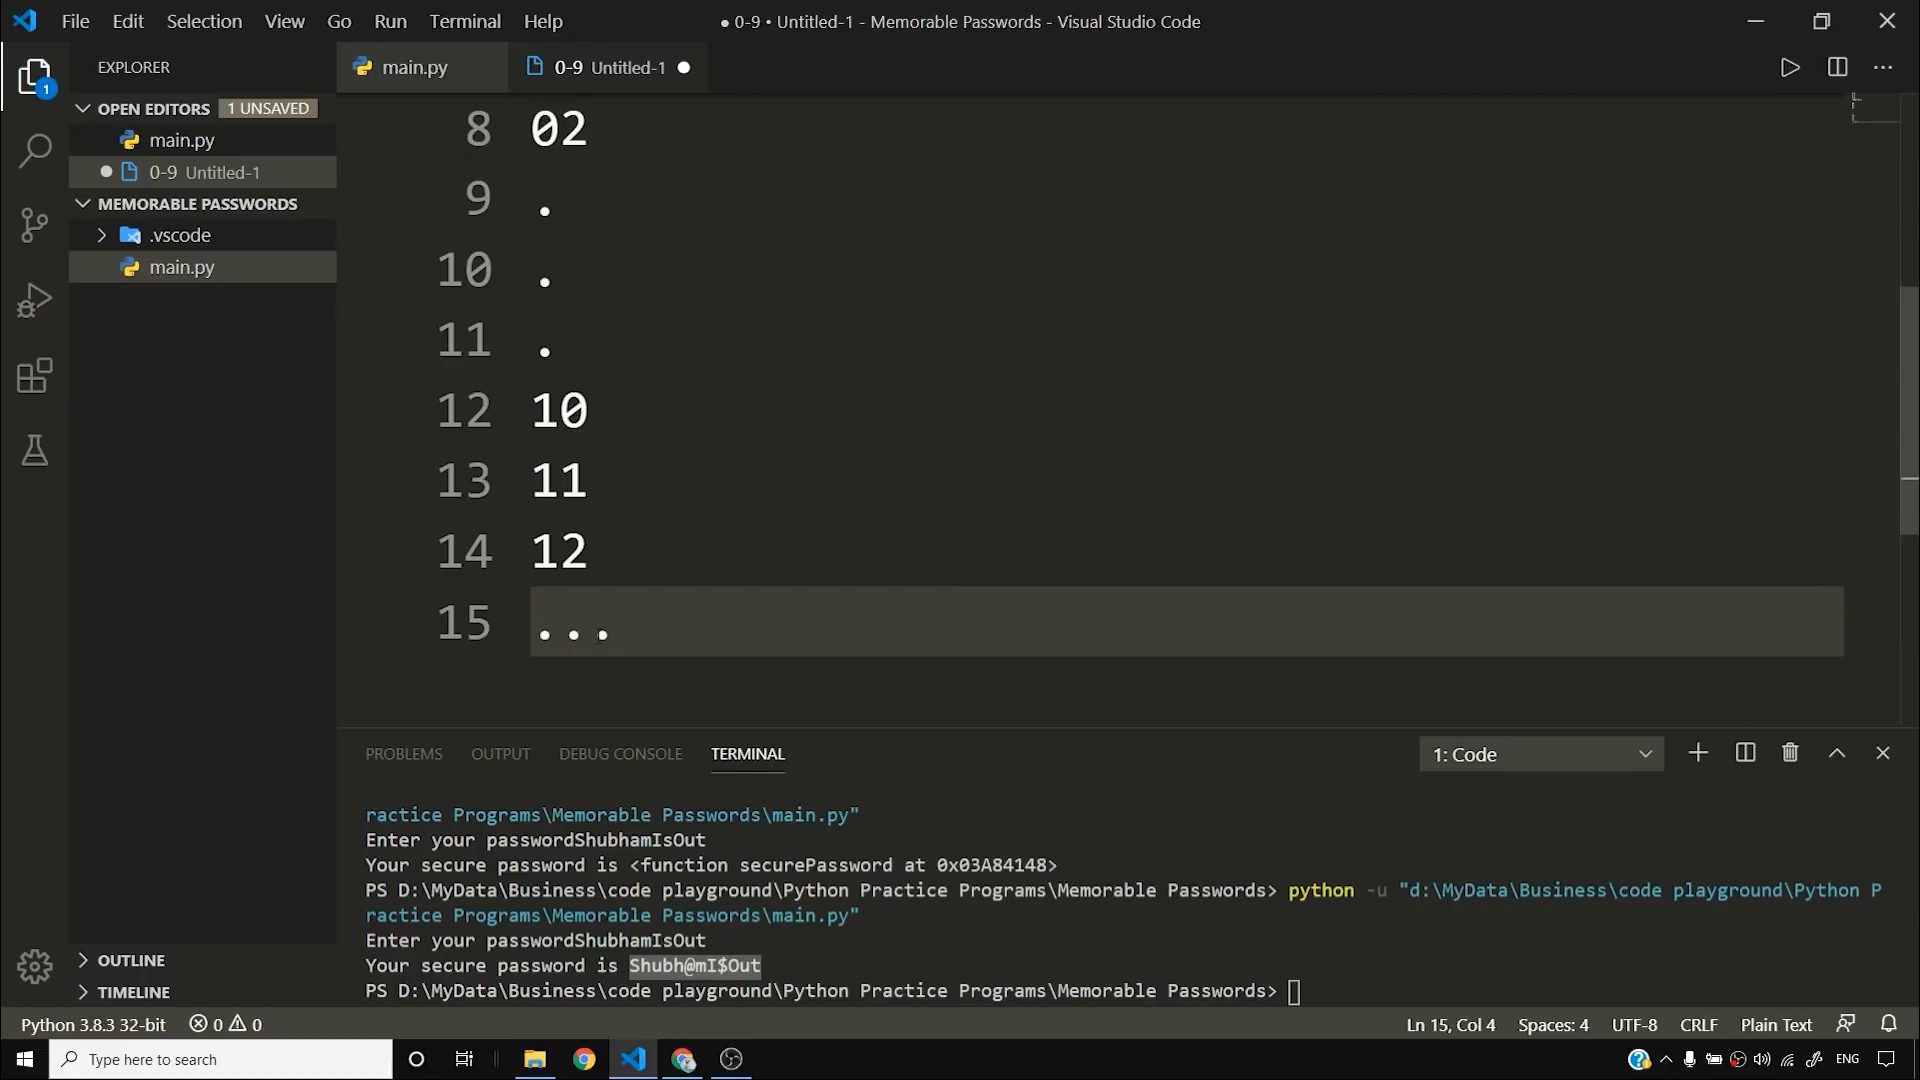 File Edit Selection View Go Run Terminal Help
● 0-9 • Untitled-1 - Memorable Passwords - Visual Studio Code
EXPLORER
main.py
0-9 Untitled-1 ●
1
OPEN EDITORS 1 UNSAVED
main.py
● 0-9 Untitled-1
MEMORABLE PASSWORDS
.vscode
main.py
8 02
9 .
10 .
11 .
12 10
13 11
14 12
15 ...
PROBLEMS OUTPUT DEBUG CONSOLE TERMINAL
1: Code
ractice Programs\Memorable Passwords\main.py"
Enter your passwordShubhamIsOut
Your secure password is <function securePassword at 0x03A84148>
PS D:\MyData\Business\code playground\Python Practice Programs\Memorable Passwords> python -u "d:\MyData\Business\code playground\Python P
ractice Programs\Memorable Passwords\main.py"
Enter your passwordShubhamIsOut
Your secure password is Shubh@mI$Out
PS D:\MyData\Business\code playground\Python Practice Programs\Memorable Passwords>
OUTLINE
TIMELINE
Python 3.8.3 32-bit 0 0
Ln 15, Col 4 Spaces: 4 UTF-8 CRLF Plain Text
Type here to search
ENG